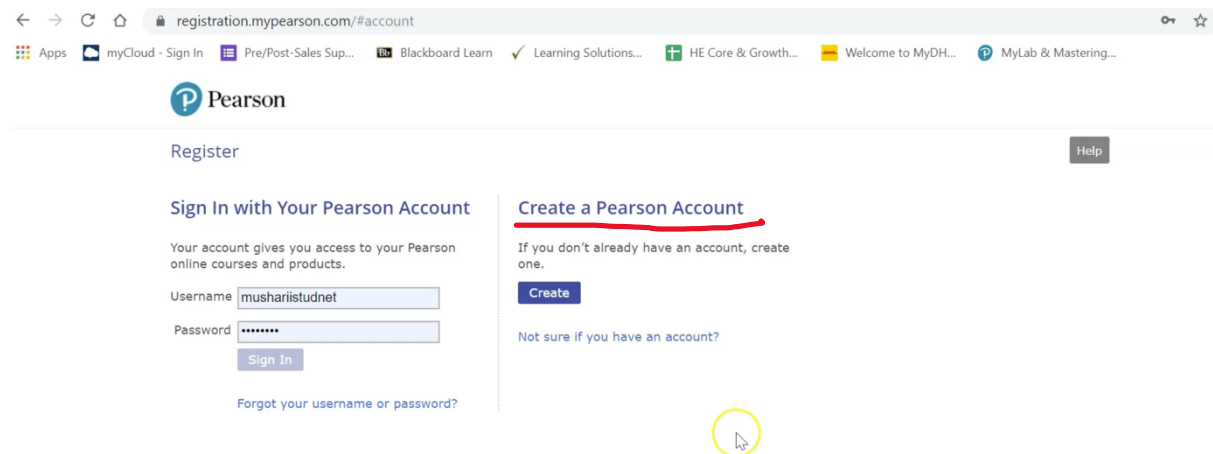 registration.mypearson.com/#account
Apps myCloud - Sign In Pre/Post-Sales Sup... Bb Blackboard Learn Learning Solutions... HE Core & Growth... Welcome to MyDH... MyLab & Mastering...
Pearson
Register
Help
Sign In with Your Pearson Account
Your account gives you access to your Pearson
online courses and products.
Username mushariistudnet
Password ••••••••
Sign In
Forgot your username or password?
Create a Pearson Account
If you don't already have an account, create
one.
Create
Not sure if you have an account?